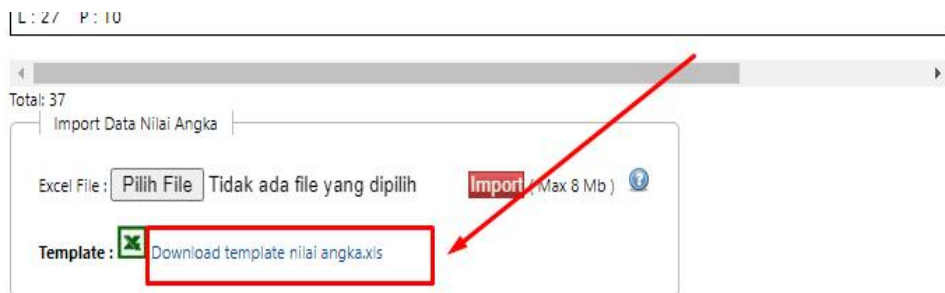 L : 27 P : 10
Total: 37
Import Data Nilai Angka
Excel File : Pilih File Tidak ada file yang dipilih Import ( Max 8 Mb )
Template : Download template nilai angka.xls